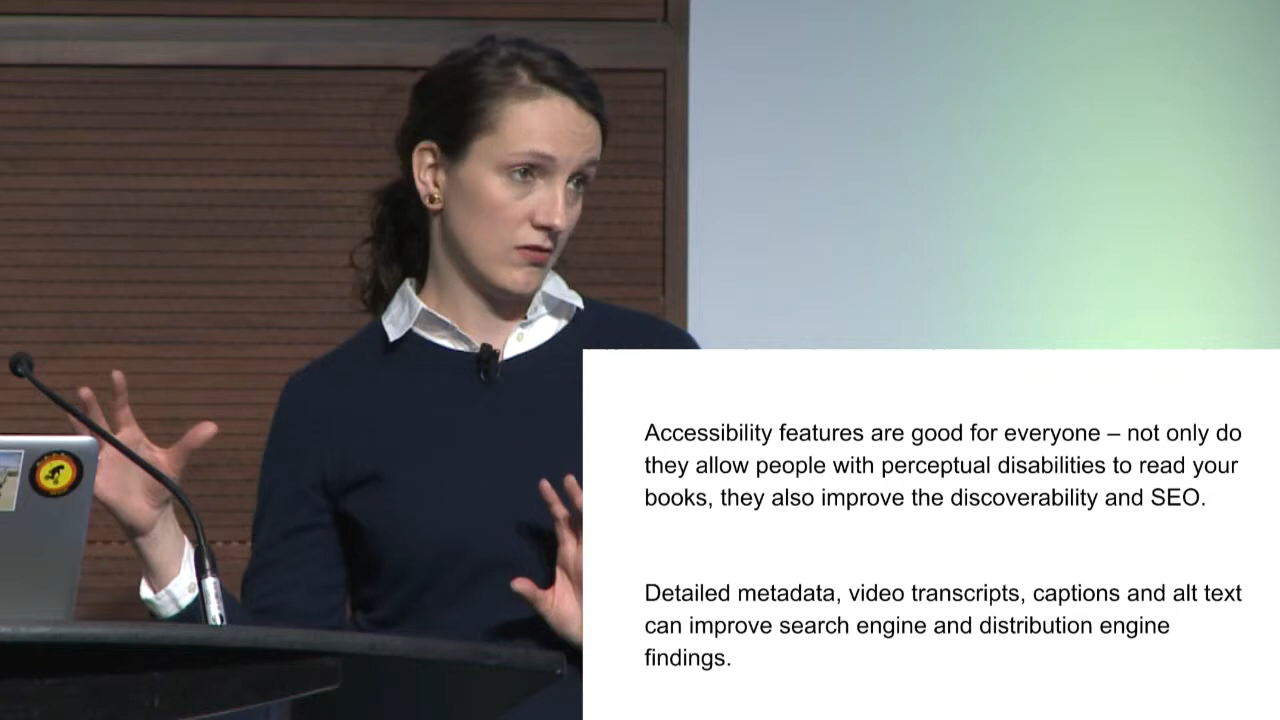 Accessibility features are good for everyone – not only do
they allow people with perceptual disabilities to read your
books, they also improve the discoverability and SEO.
Detailed metadata, video transcripts, captions and alt text
can improve search engine and distribution engine
findings.